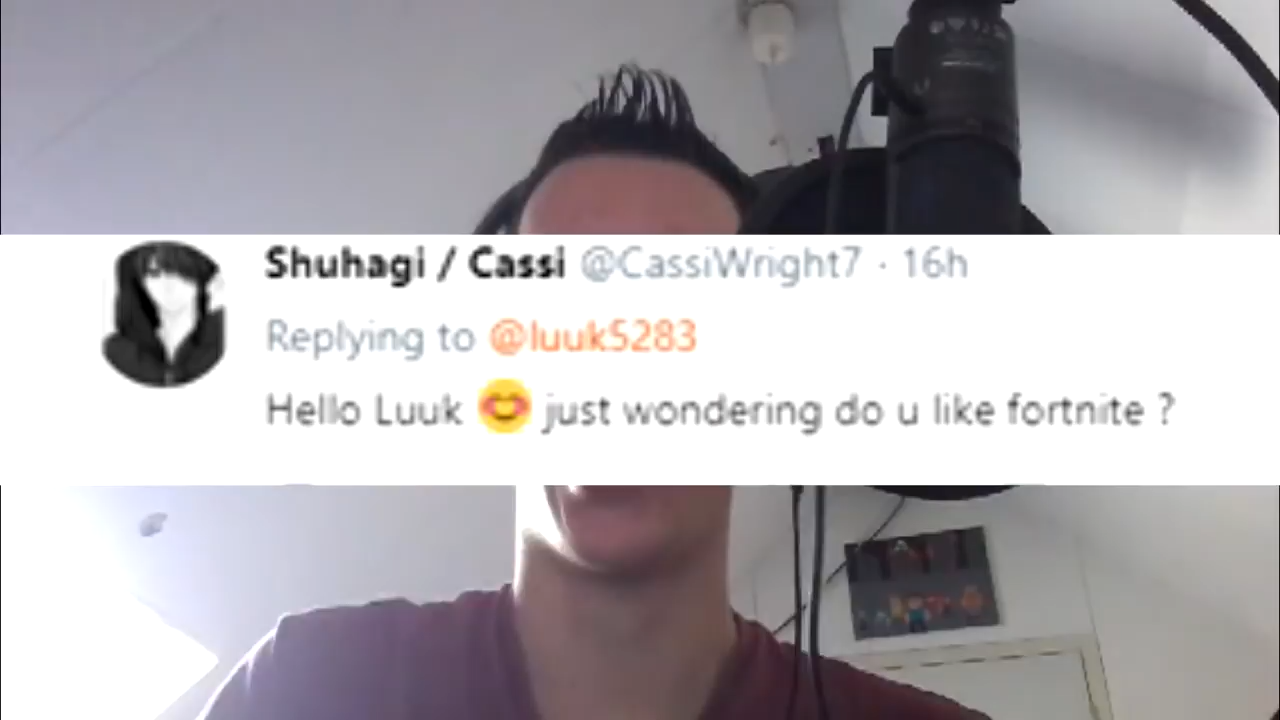 Shuhagi / Cassi @CassiWright7 · 16h
Replying to @luuk5283
Hello Luuk 😊 just wondering do u like fortnite ?